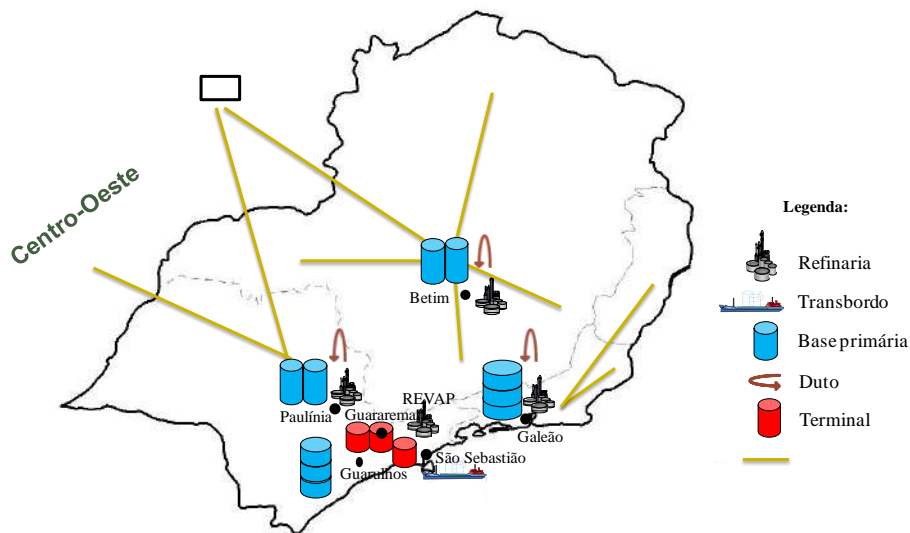 Centro-Oeste
Betim
Paulínia
Guararema
REVAP
Galeão
São Sebastião
Guarulhos
Legenda:
Refinaria
Transbordo
Base primária
Duto
Terminal